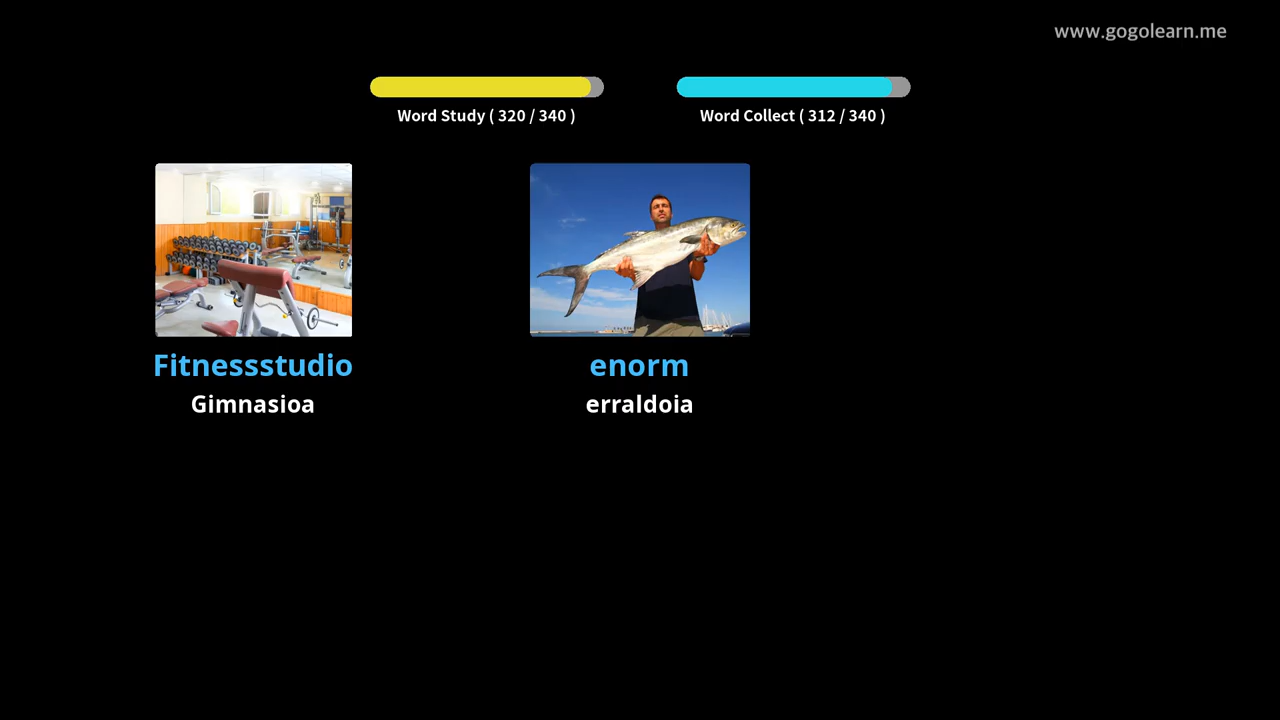 www.gogolearn.me
Word Study ( 320 / 340 )
Word Collect ( 312 / 340 )
Fitnessstudio
Gimnasioa
enorm
erraldoia